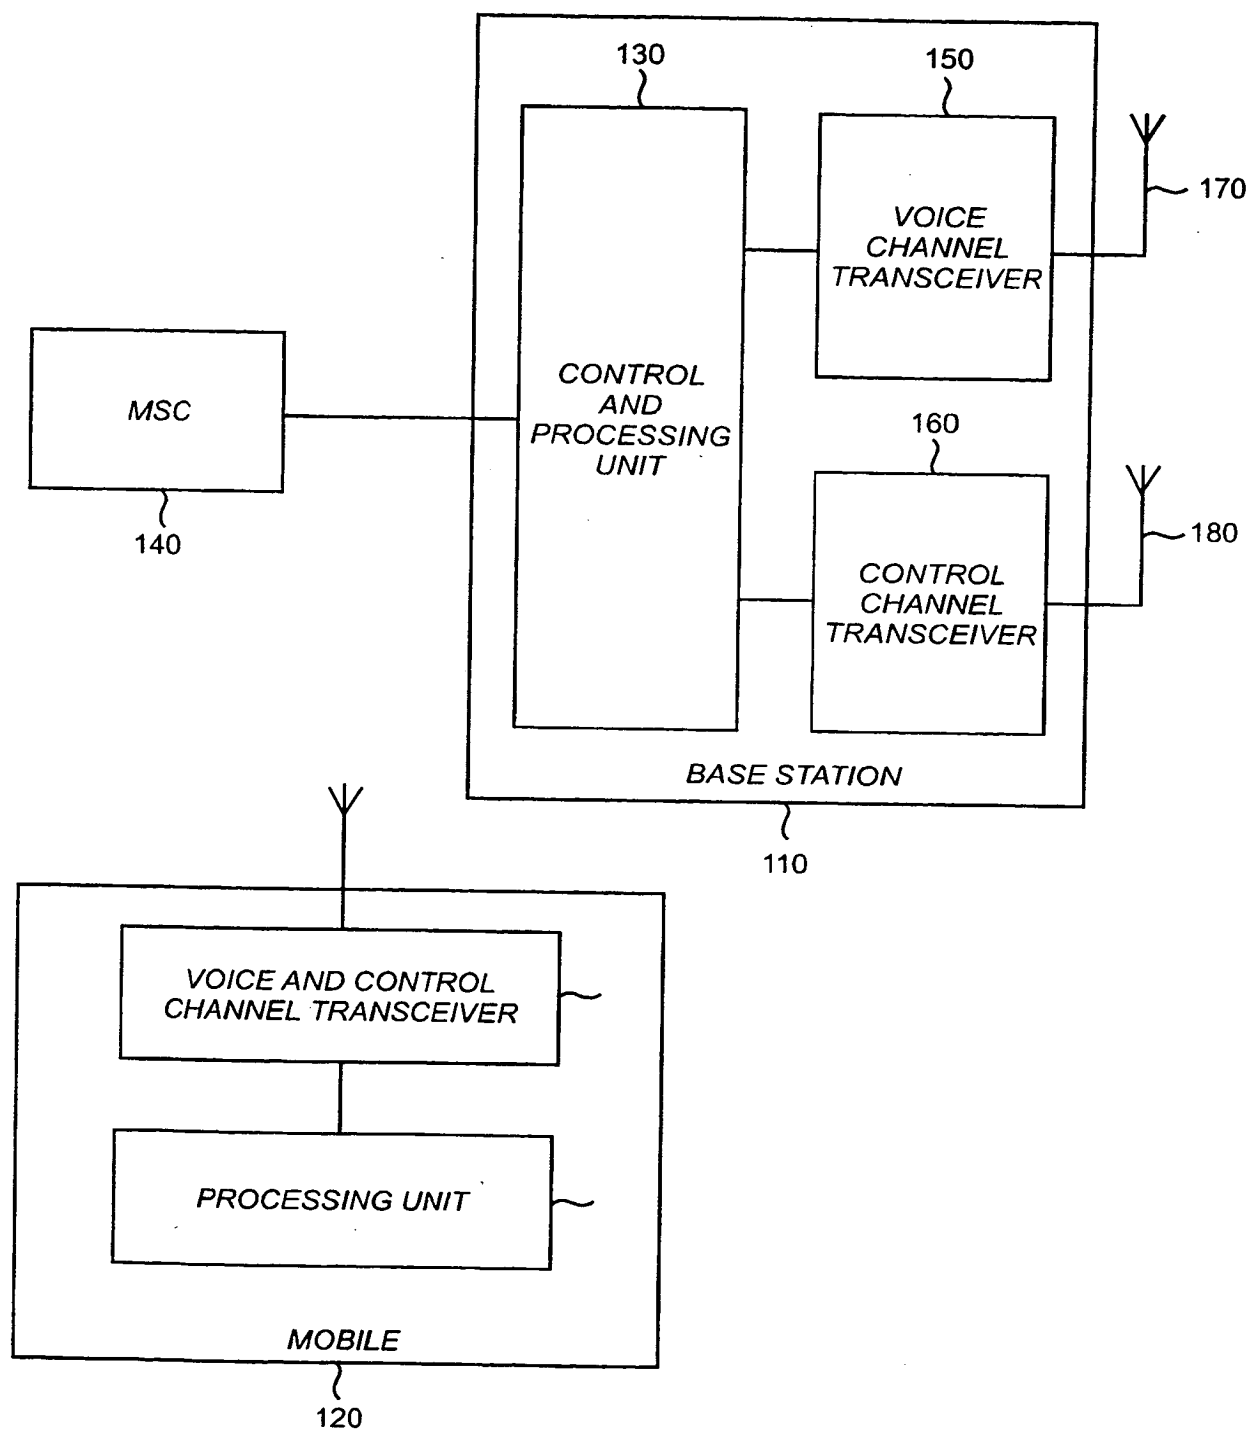 130
150
170
VOICE
CHANNEL
TRANSCEIVER
CONTROL
AND
PROCESSING
UNIT
MSC
140
160
180
CONTROL
CHANNEL
TRANSCEIVER
BASE STATION
110
VOICE AND CONTROL
CHANNEL TRANSCEIVER
PROCESSING UNIT
MOBILE
120